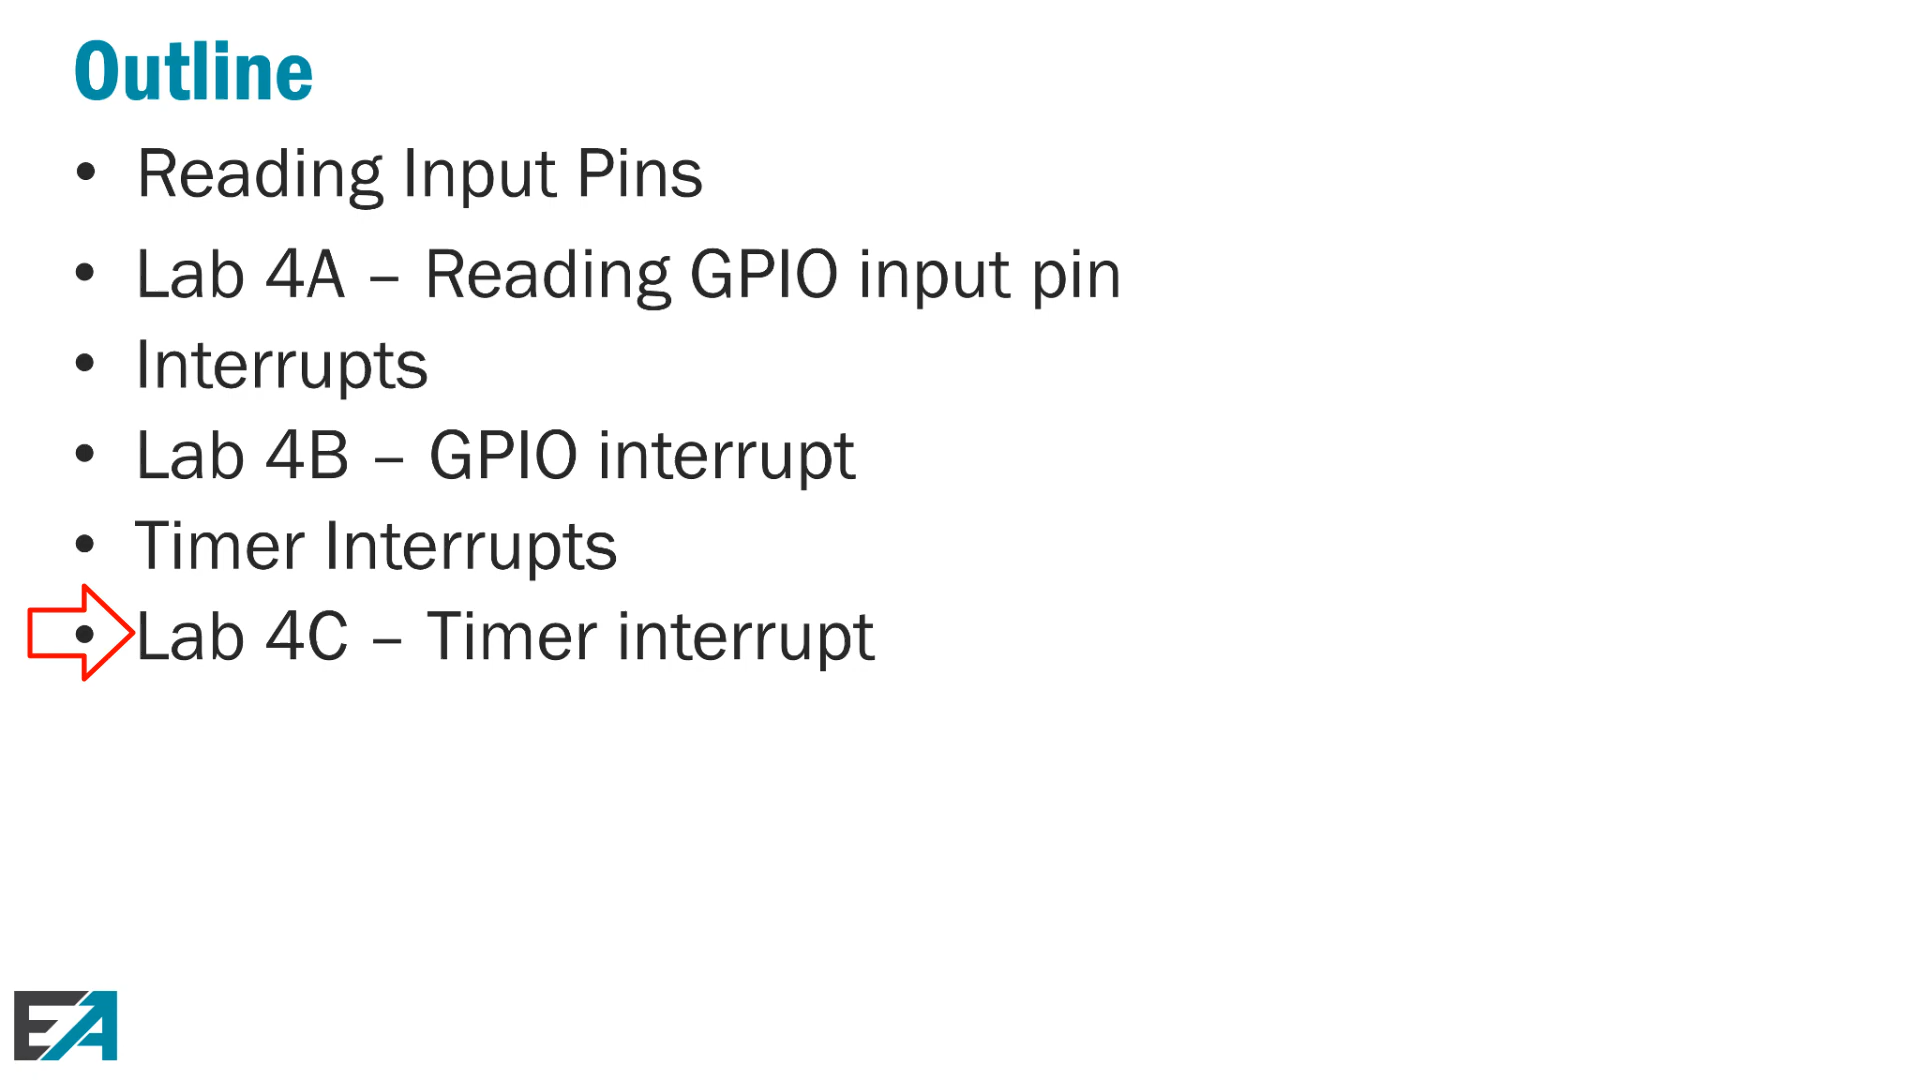 Outline
• Reading Input Pins
• Lab 4A – Reading GPIO input pin
• Interrupts
• Lab 4B – GPIO interrupt
• Timer Interrupts
• Lab 4C – Timer interrupt
EA